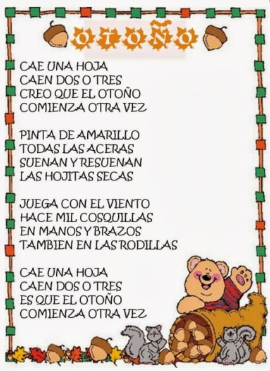 OTOÑO
CAE UNA HOJA
CAEN DOS O TRES
CREO QUE EL OTOÑO
COMIENZA OTRA VEZ
PINTA DE AMARILLO
TODAS LAS ACERAS
SUENAN Y RESUENAN
LAS HOJITAS SECAS
JUEGA CON EL VIENTO
HACE MIL COSQUILLAS
EN MANOS Y BRAZOS
TAMBIEN EN LAS RODILLAS
CAE UNA HOJA
CAEN DOS O TRES
ES QUE EL OTOÑO
COMIENZA OTRA VEZ